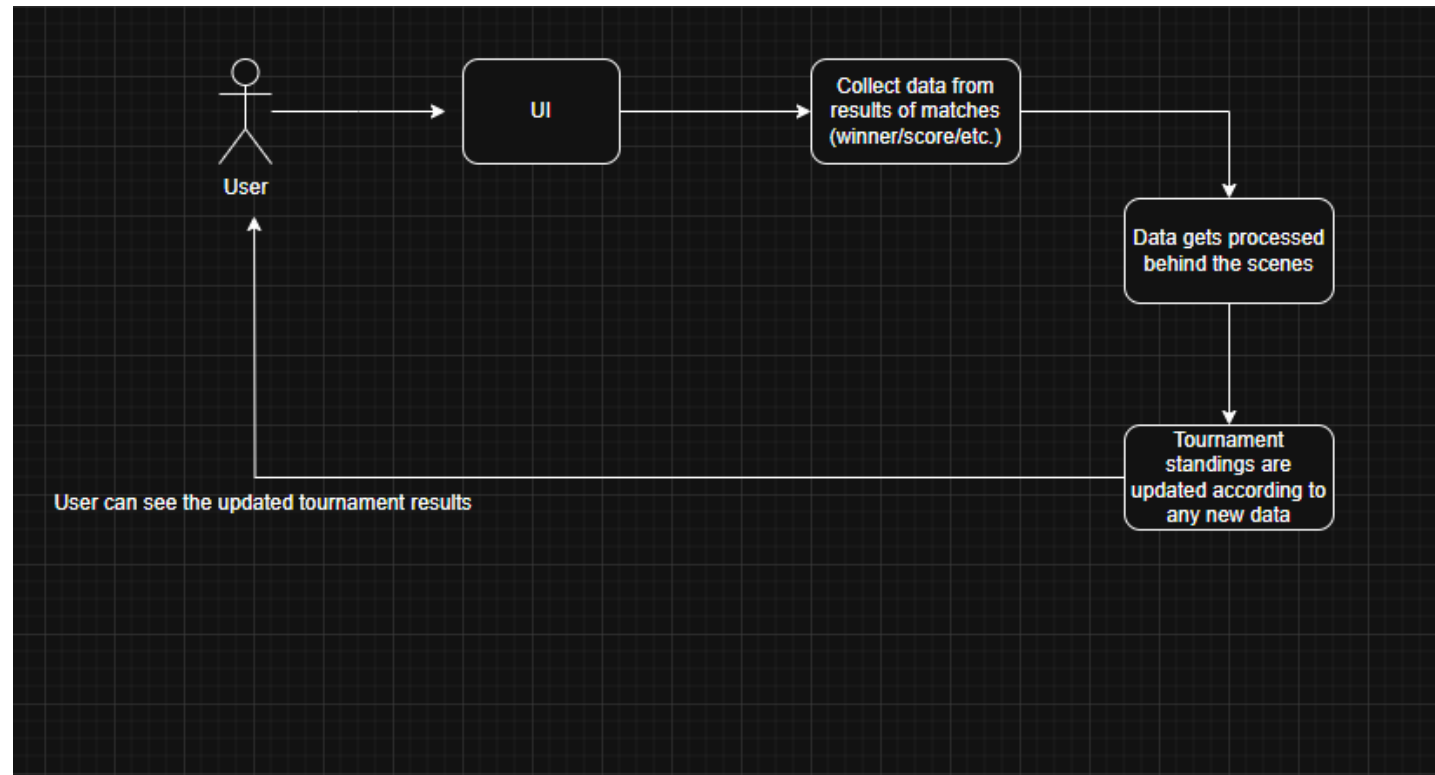 User
UI
Collect data from
results of matches
(winner/score/etc.)
Data gets processed
behind the scenes
Tournament
standings are
updated according to
any new data
User can see the updated tournament results